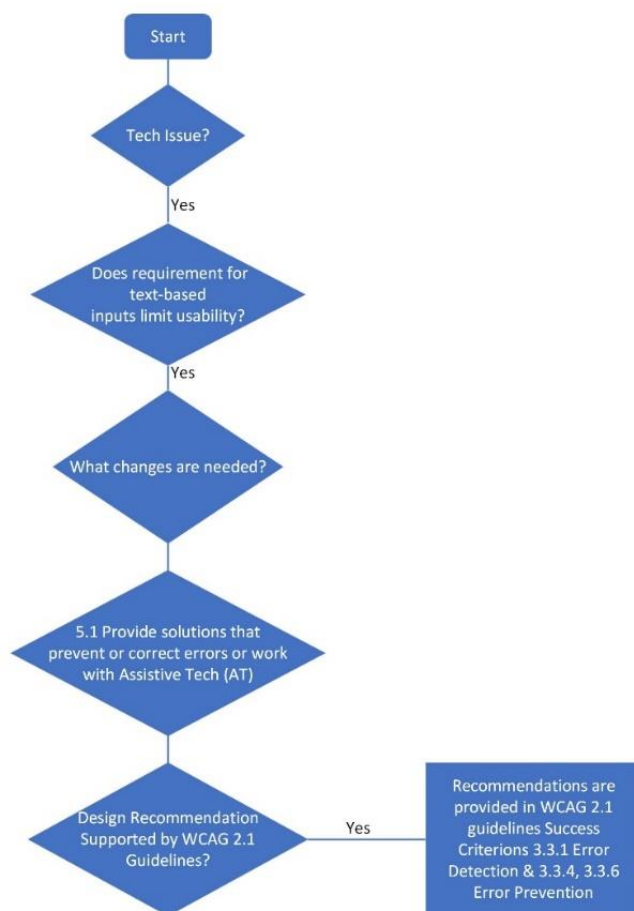 Start
Tech Issue?
Yes
Does requirement for
text-based
inputs limit usability?
Yes
What changes are needed?
5.1 Provide solutions that
prevent or correct errors or work
with Assistive Tech (AT)
Design Recommendation
Supported by WCAG 2.1
Guidelines?
Yes
Recommendations are
provided in WCAG 2.1
guidelines Success
Criterions 3.3.1 Error
Detection & 3.3.4, 3.3.6
Error Prevention